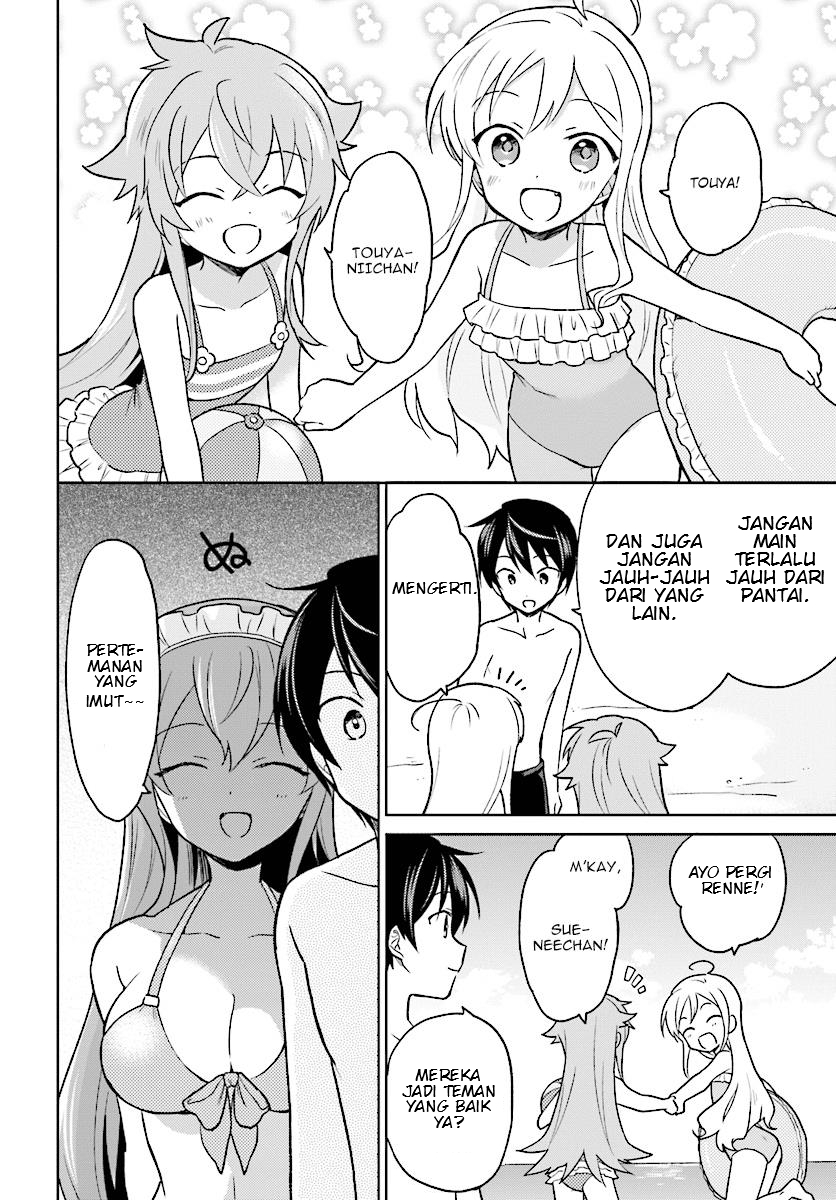 TOUYA!
TOUYA-
NIICHAN!
JANGAN
MAIN
TERLALU
JAUH DARI
PANTAI.
DAN JUGA
JANGAN
JAUH-JAUH
DARI YANG
LAIN.
MENGERTI.
AYO PERGI
RENNE!'
M'KAY,
SUE-
NEECHAN!
MEREKA
JADI TEMAN
YANG BAIK
YA?
PERTE-
MANAN
YANG
IMUT~~